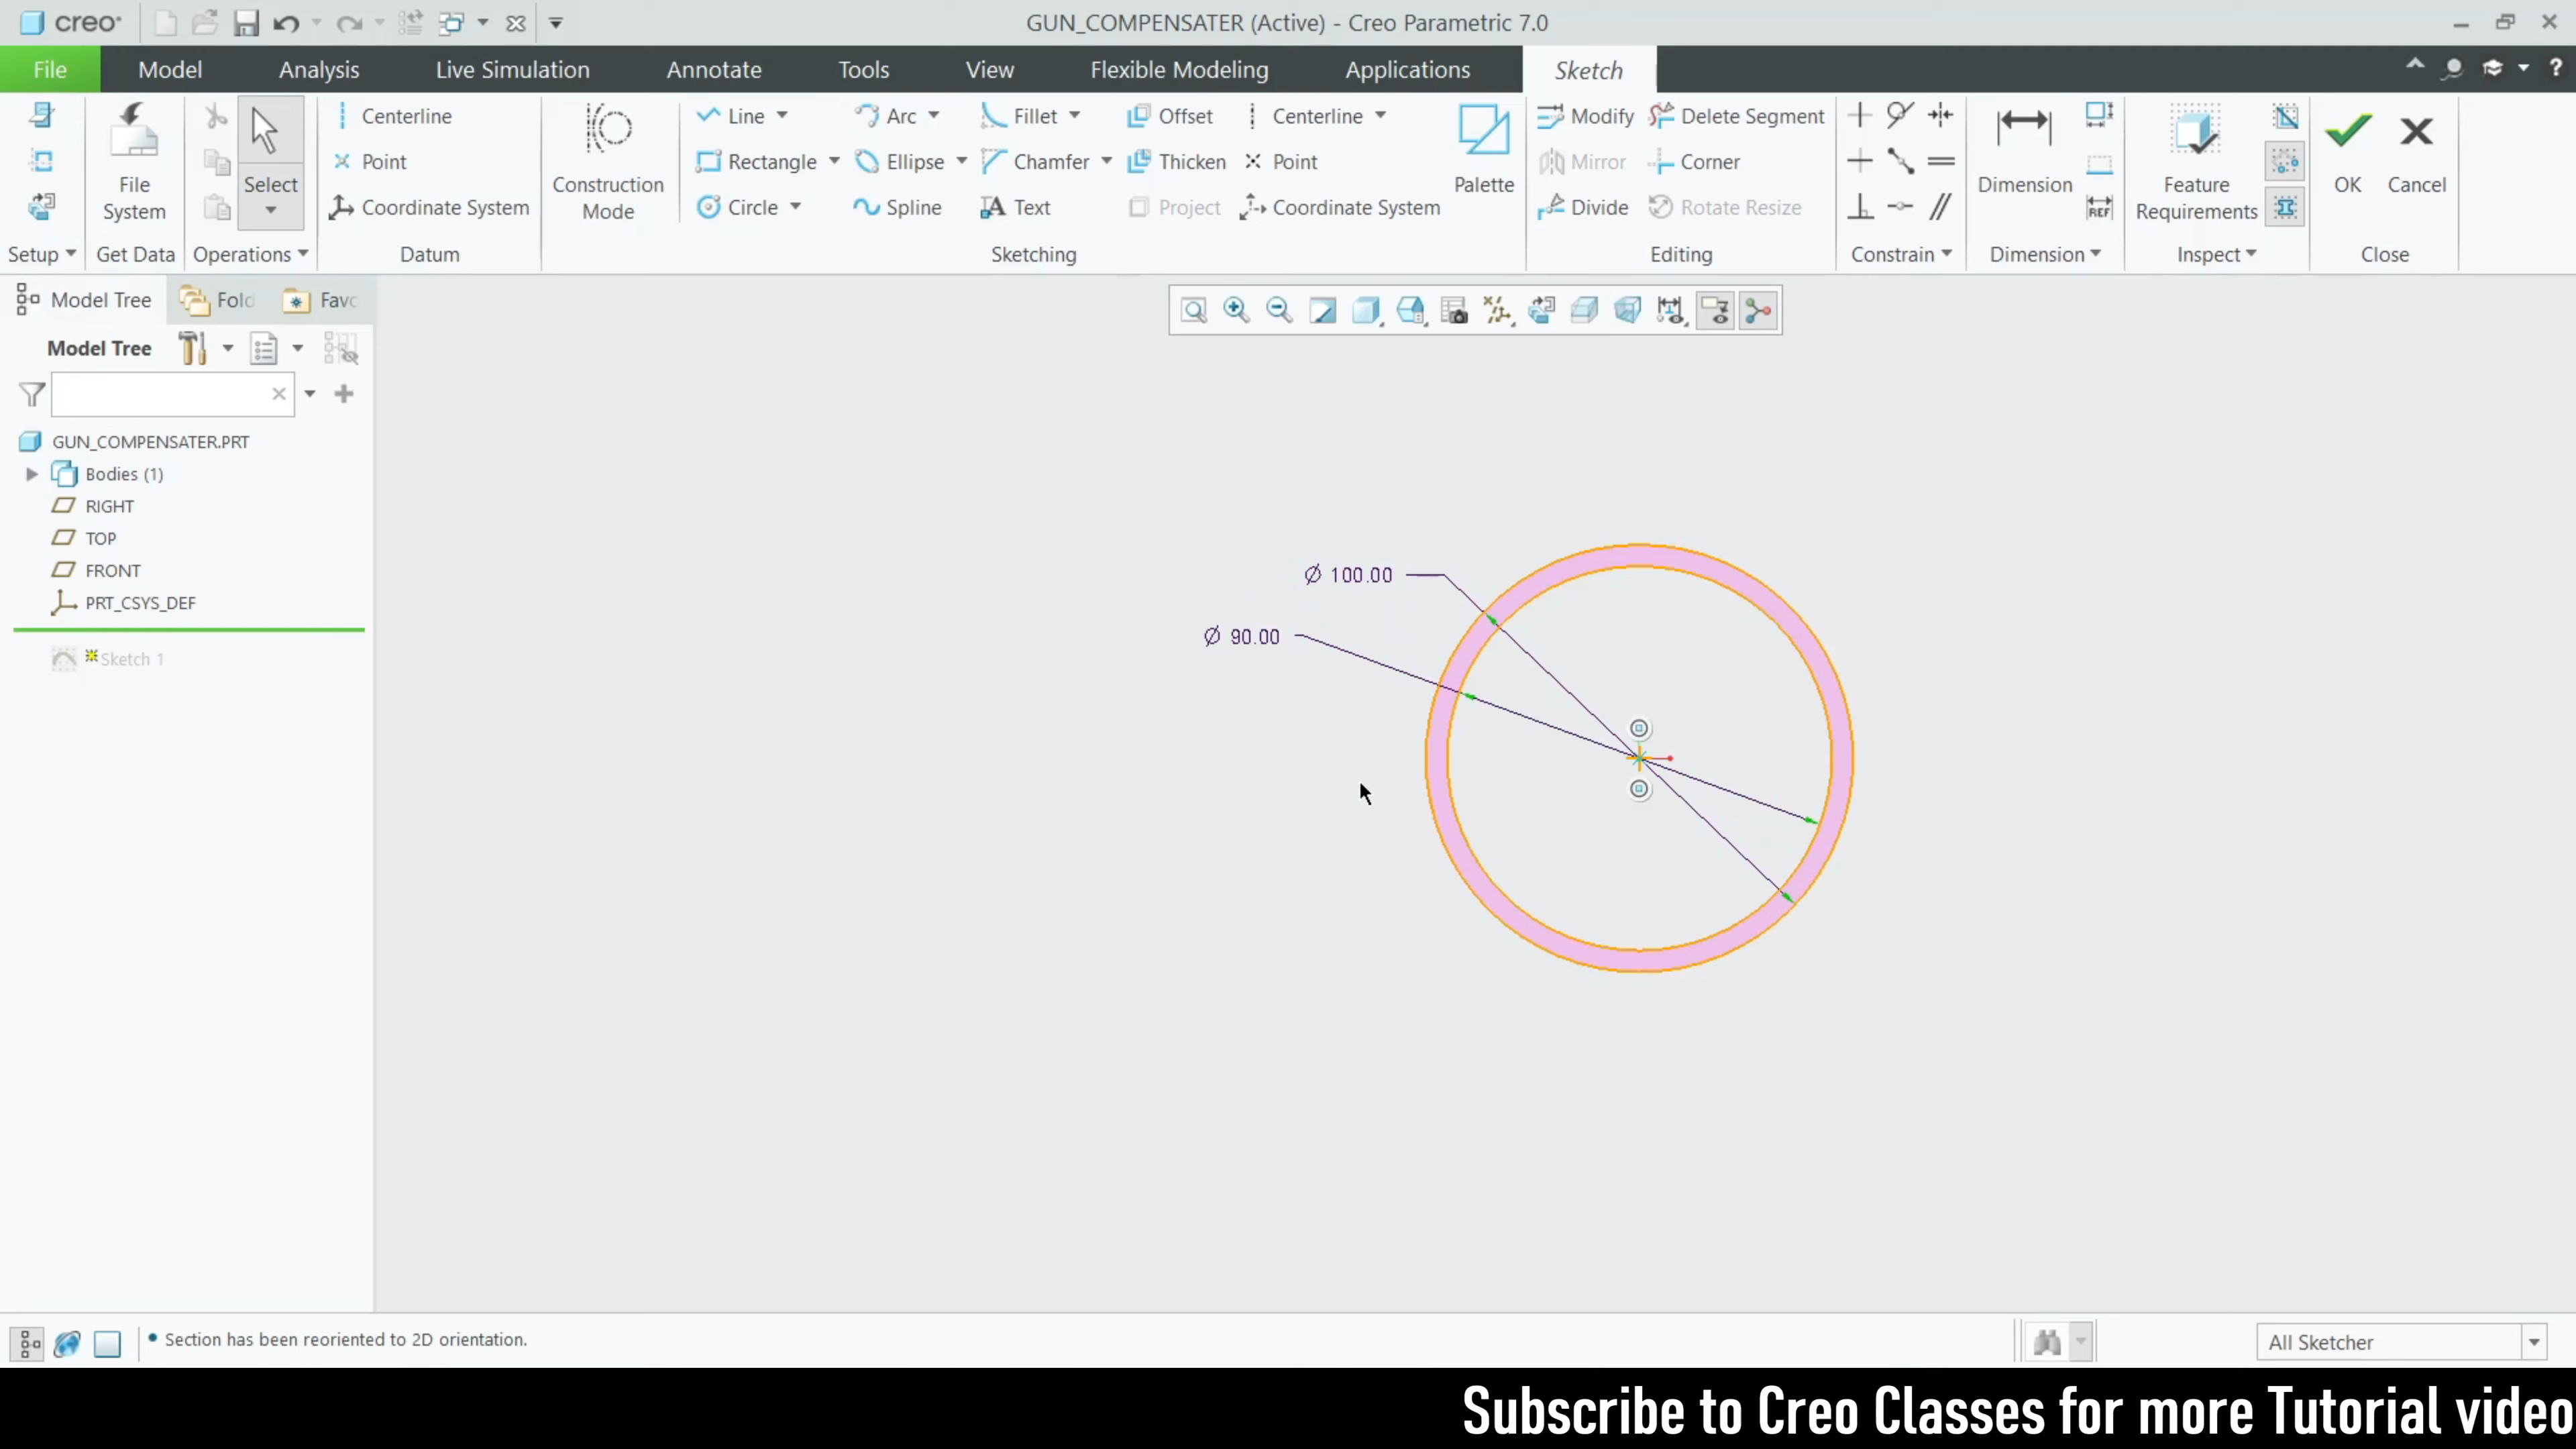 creo
GUN_COMPENSATER (Active) - Creo Parametric 7.0
File Model Analysis Live Simulation Annotate Tools View Flexible Modeling Applications Sketch
Centerline Line Arc Fillet Offset Centerline Modify Delete Segment
Point Rectangle Ellipse Chamfer Thicken Point Mirror Corner
File System Select Construction Mode Palette Dimension Feature Requirements OK Cancel
Coordinate System Circle Spline Text Project Coordinate System Divide Rotate Resize REF
Setup Get Data Operations Datum Sketching Editing Constrain Dimension Inspect Close
Model Tree Fold Favo
Model Tree
GUN_COMPENSATER.PRT
Bodies (1)
RIGHT
TOP
FRONT
PRT_CSYS_DEF
Sketch 1
Ø 100.00
Ø 90.00
Section has been reoriented to 2D orientation.
All Sketcher
Subscribe to Creo Classes for more Tutorial video